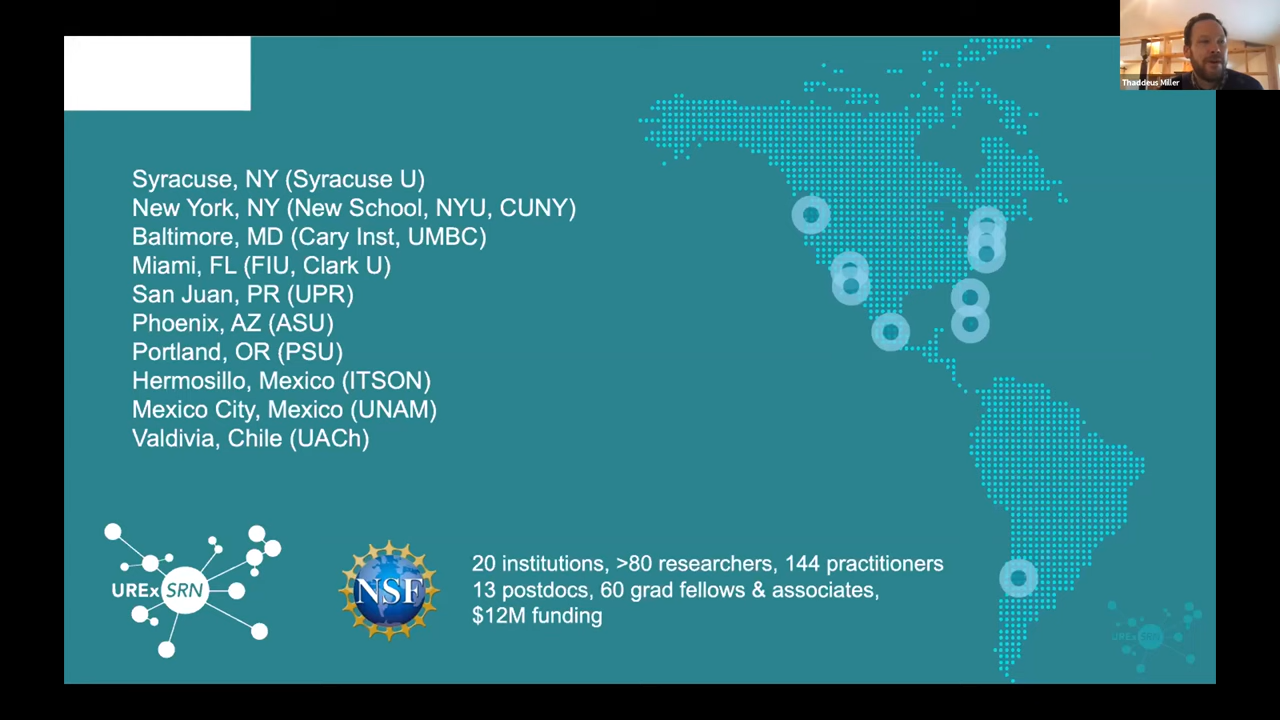 Thaddeus Miller
Syracuse, NY (Syracuse U)
New York, NY (New School, NYU, CUNY)
Baltimore, MD (Cary Inst, UMBC)
Miami, FL (FIU, Clark U)
San Juan, PR (UPR)
Phoenix, AZ (ASU)
Portland, OR (PSU)
Hermosillo, Mexico (ITSON)
Mexico City, Mexico (UNAM)
Valdivia, Chile (UACh)
UREx SRN
NSF
20 institutions, >80 researchers, 144 practitioners
13 postdocs, 60 grad fellows & associates,
$12M funding
UREx SRN